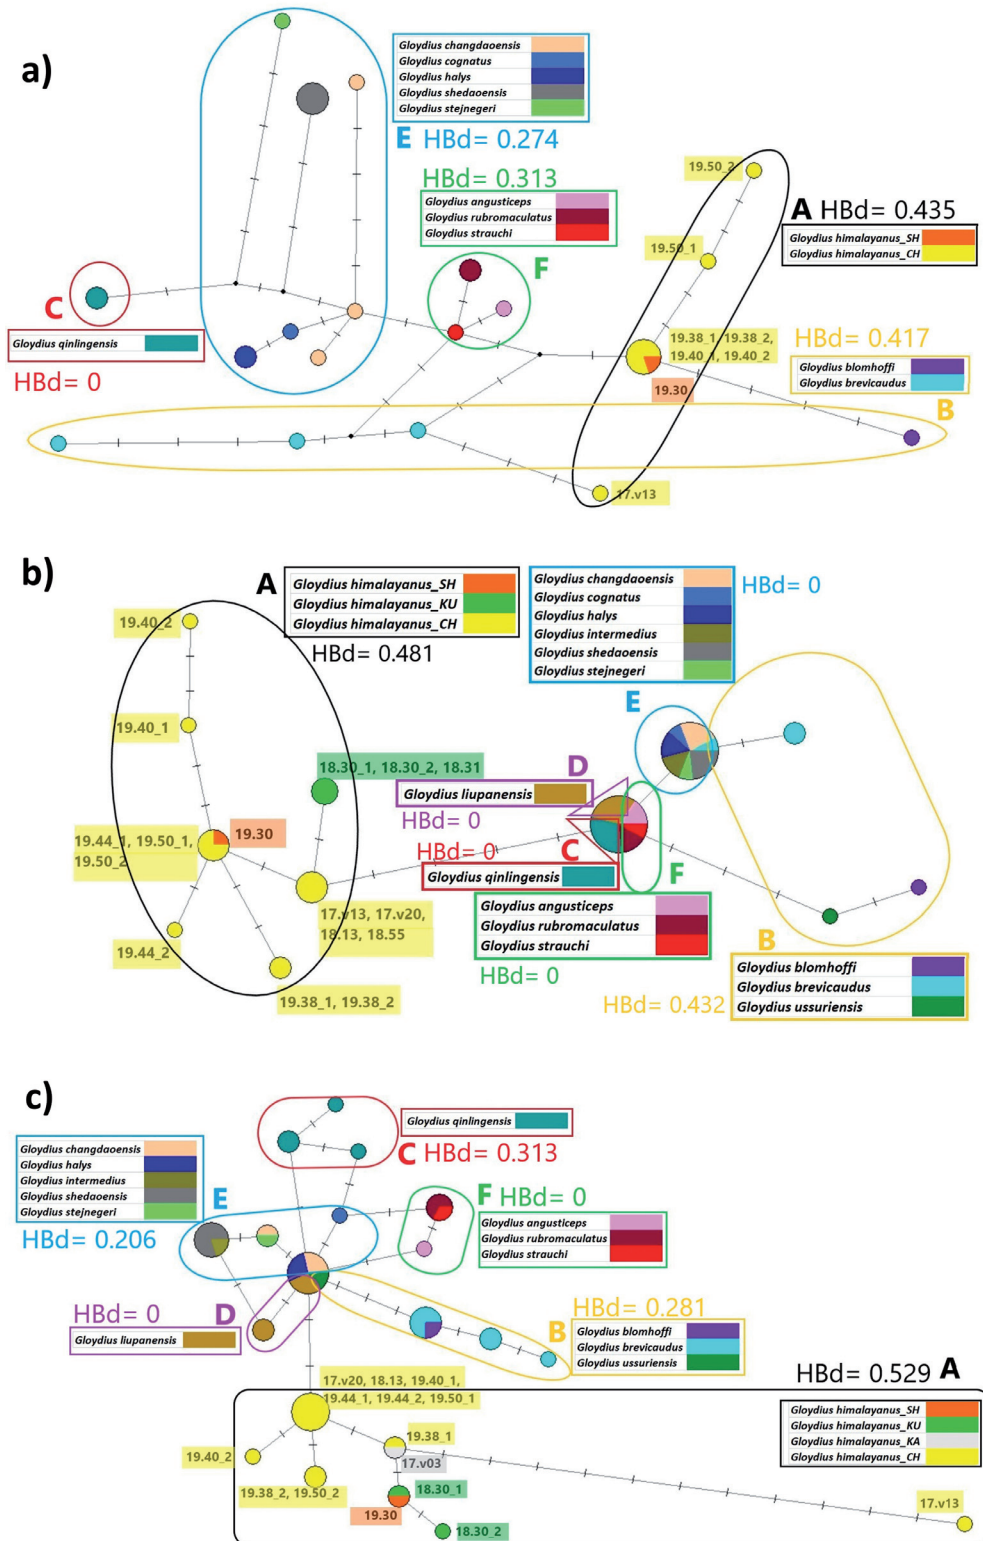 a)
Gloydius changdaoensis
Gloydius cognatus
Gloydius halys
Gloydius shedaoensis
Gloydius stejnegeri
E HBd= 0.274
HBd= 0.313
Gloydius angusticeps
Gloydius rubromaculatus
Gloydius strauchi
F
19.50_2
A HBd= 0.435
Gloydius himalayanus_SH
Gloydius himalayanus_CH
19.50_1
C
Gloydius qinlingensis
HBd= 0
19.38_1, 19.38_2,
19.40_1, 19.40_2
19.30
HBd= 0.417
Gloydius blomhoffi
Gloydius brevicaudus
B
17.v13
b)
A
Gloydius himalayanus_SH
Gloydius himalayanus_KU
Gloydius himalayanus_CH
HBd= 0.481
Gloydius changdaoensis
Gloydius cognatus
Gloydius halys
Gloydius intermedius
Gloydius shedaoensis
Gloydius stejnegeri
HBd= 0
E
19.40_2
19.40_1
18.30_1, 18.30_2, 18.31
D
Gloydius liupanensis
HBd= 0
19.44_1, 19.50_1,
19.50_2
19.30
HBd= 0
C
Gloydius qinlingensis
F
17.v13, 17.v20,
18.13, 18.55
Gloydius angusticeps
Gloydius rubromaculatus
Gloydius strauchi
HBd= 0
19.44_2
19.38_1, 19.38_2
B
HBd= 0.432
Gloydius blomhoffi
Gloydius brevicaudus
Gloydius ussuriensis
c)
Gloydius qinlingensis
C HBd= 0.313
Gloydius changdaoensis
Gloydius halys
Gloydius intermedius
Gloydius shedaoensis
Gloydius stejnegeri
E
HBd= 0.206
F HBd= 0
Gloydius angusticeps
Gloydius rubromaculatus
Gloydius strauchi
HBd= 0
D
Gloydius liupanensis
HBd= 0.281
B
Gloydius blomhoffi
Gloydius brevicaudus
Gloydius ussuriensis
HBd= 0.529 A
Gloydius himalayanus_SH
Gloydius himalayanus_KU
Gloydius himalayanus_KA
Gloydius himalayanus_CH
17.v20, 18.13, 19.40_1,
19.44_1, 19.44_2, 19.50_1
19.38_1
17.v03
19.40_2
19.38_2, 19.50_2
18.30_1
19.30
18.30_2
17.v13